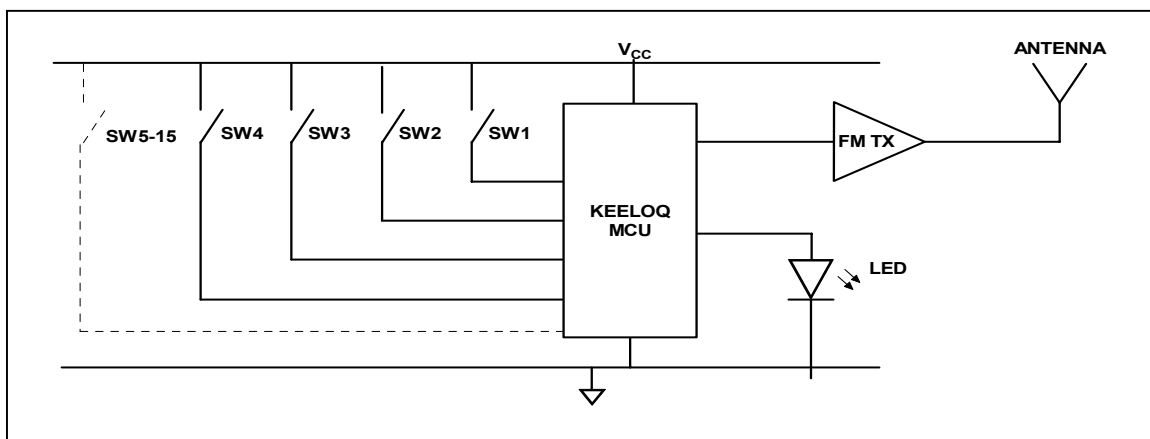 VCC
ANTENNA
SW5-15
SW4
SW3
SW2
SW1
FM TX
KEELOQ
MCU
LED